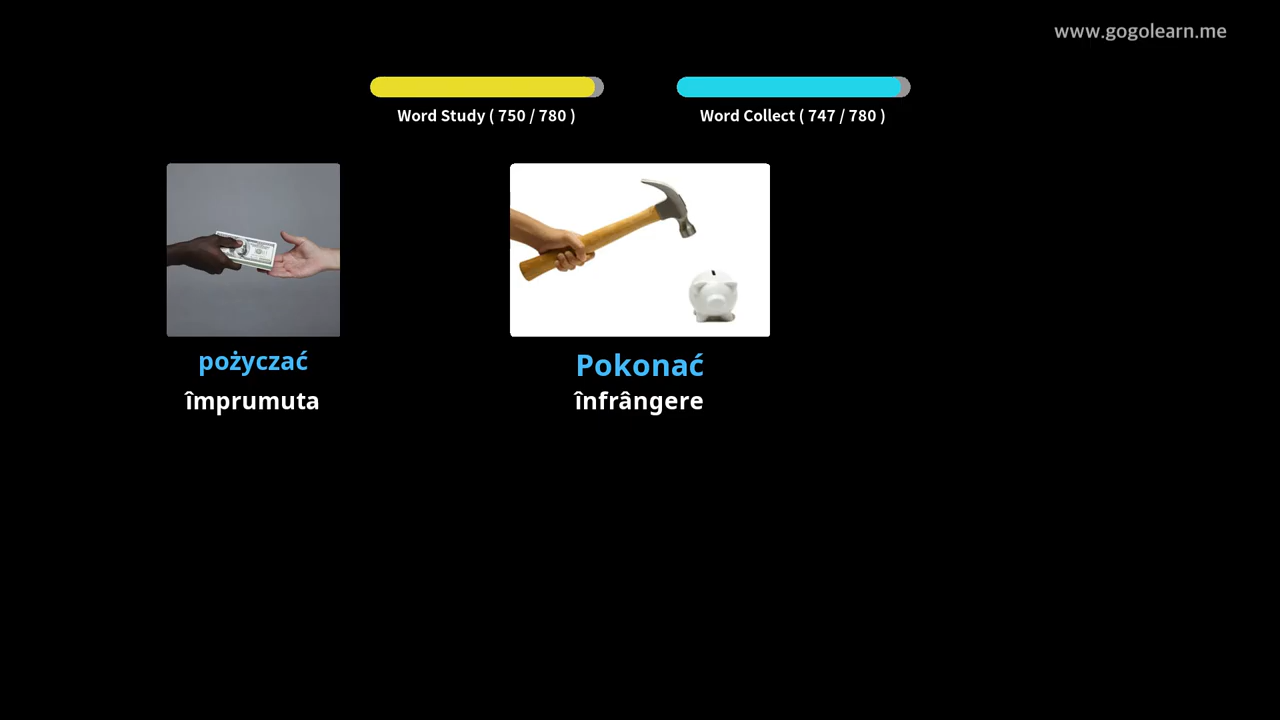 www.gogolearn.me
Word Study ( 750 / 780 )
Word Collect ( 747 / 780 )
pożyczać
împrumuta
Pokonać
înfrângere